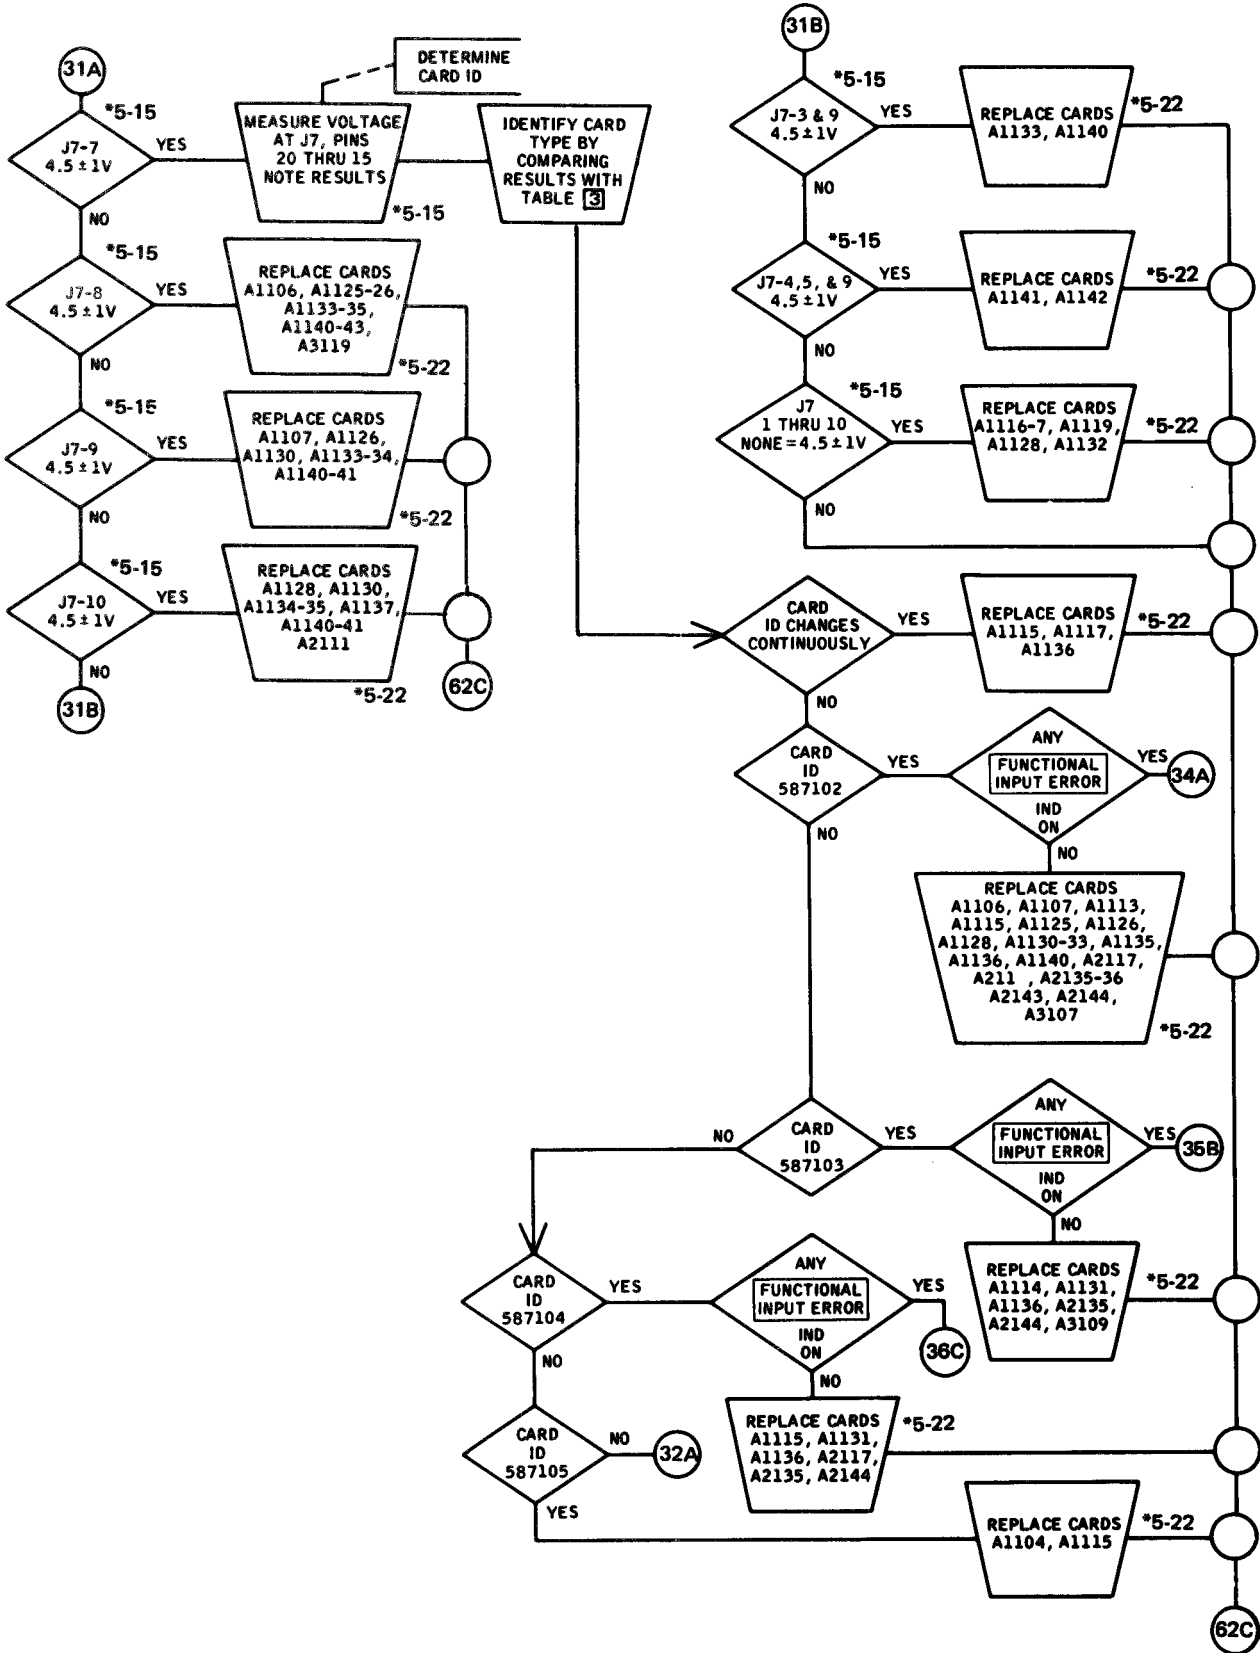 31A
*5-15
J7-7
4.5 ± 1V
YES
NO
DETERMINE
CARD ID
MEASURE VOLTAGE
AT J7, PINS
20 THRU 15
NOTE RESULTS
*5-15
IDENTIFY CARD
TYPE BY
COMPARING
RESULTS WITH
TABLE 3
*5-15
J7-8
4.5 ± 1V
YES
NO
REPLACE CARDS
A1106, A1125-26,
A1133-35,
A1140-43,
A3119
*5-22
*5-15
J7-9
4.5 ± 1V
YES
NO
REPLACE CARDS
A1107, A1126,
A1130, A1133-34,
A1140-41
*5-22
*5-15
J7-10
4.5 ± 1V
YES
NO
REPLACE CARDS
A1128, A1130,
A1134-35, A1137,
A1140-41
A2111
*5-22
31B
62C
31B
*5-15
J7-3 & 9
4.5 ± 1V
YES
NO
REPLACE CARDS
A1133, A1140
*5-22
*5-15
J7-4,5, & 9
4.5 ± 1V
YES
NO
REPLACE CARDS
A1141, A1142
*5-22
*5-15
J7
1 THRU 10
NONE = 4.5 ± 1V
YES
NO
REPLACE CARDS
A1116-7, A1119,
A1128, A1132
*5-22
CARD
ID CHANGES
CONTINUOUSLY
YES
NO
REPLACE CARDS
A1115, A1117,
A1136
*5-22
CARD
ID
587102
YES
NO
ANY
FUNCTIONAL
INPUT ERROR
IND
ON
YES
34A
NO
REPLACE CARDS
A1106, A1107, A1113,
A1115, A1125, A1126,
A1128, A1130-33, A1135,
A1136, A1140, A2117,
A211 , A2135-36
A2143, A2144,
A3107
*5-22
CARD
ID
587103
NO
YES
ANY
FUNCTIONAL
INPUT ERROR
IND
ON
YES
35B
NO
REPLACE CARDS
A1114, A1131,
A1136, A2135,
A2144, A3109
*5-22
CARD
ID
587104
YES
NO
ANY
FUNCTIONAL
INPUT ERROR
IND
ON
YES
36C
NO
REPLACE CARDS
A1115, A1131,
A1136, A2117,
A2135, A2144
*5-22
CARD
ID
587105
NO
32A
YES
REPLACE CARDS
A1104, A1115
*5-22
62C